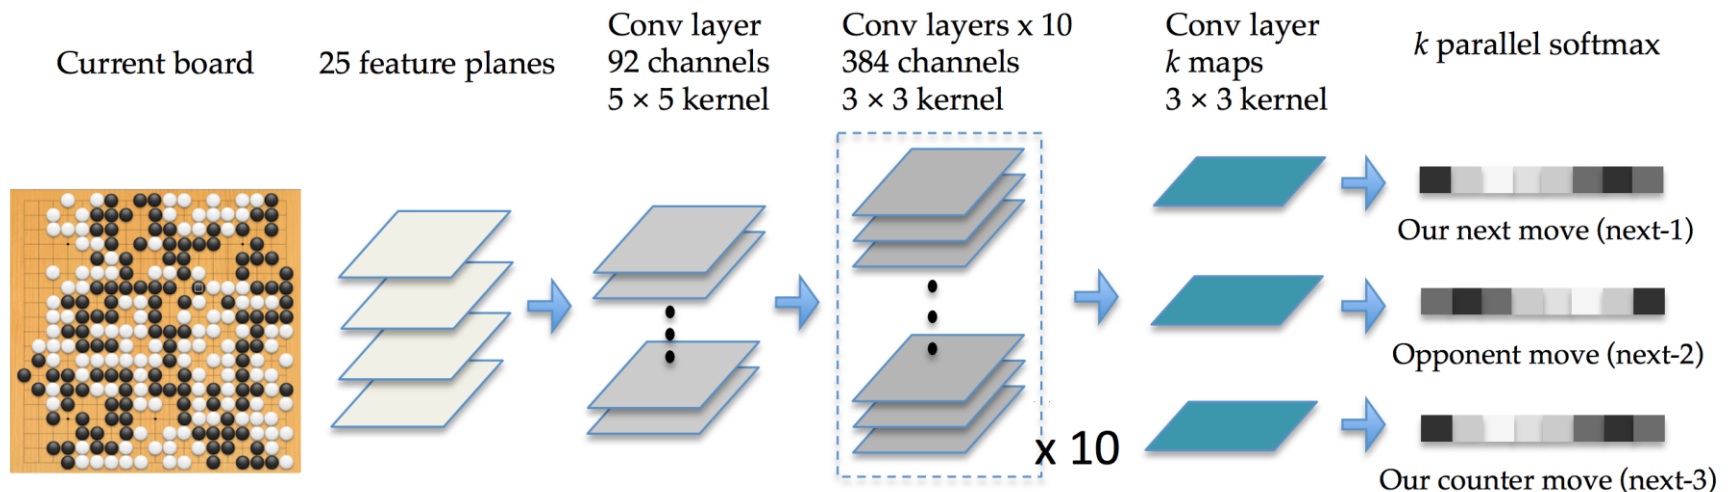 Current board
25 feature planes
Conv layer
92 channels
5 × 5 kernel
Conv layers x 10
384 channels
3 × 3 kernel
Conv layer
k maps
3 × 3 kernel
k parallel softmax
Our next move (next-1)
Opponent move (next-2)
x 10
Our counter move (next-3)